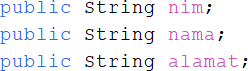 public String nim;
public String nama;
public String alamat;